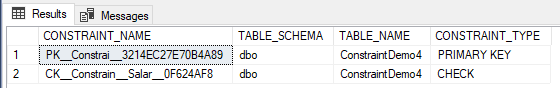 Results Messages
CONSTRAINT_NAME TABLE_SCHEMA TABLE_NAME CONSTRAINT_TYPE
1 PK__Constrai__3214EC27E70B4A89 dbo ConstraintDemo4 PRIMARY KEY
2 CK__Constrain__Salar__0F624AF8 dbo ConstraintDemo4 CHECK